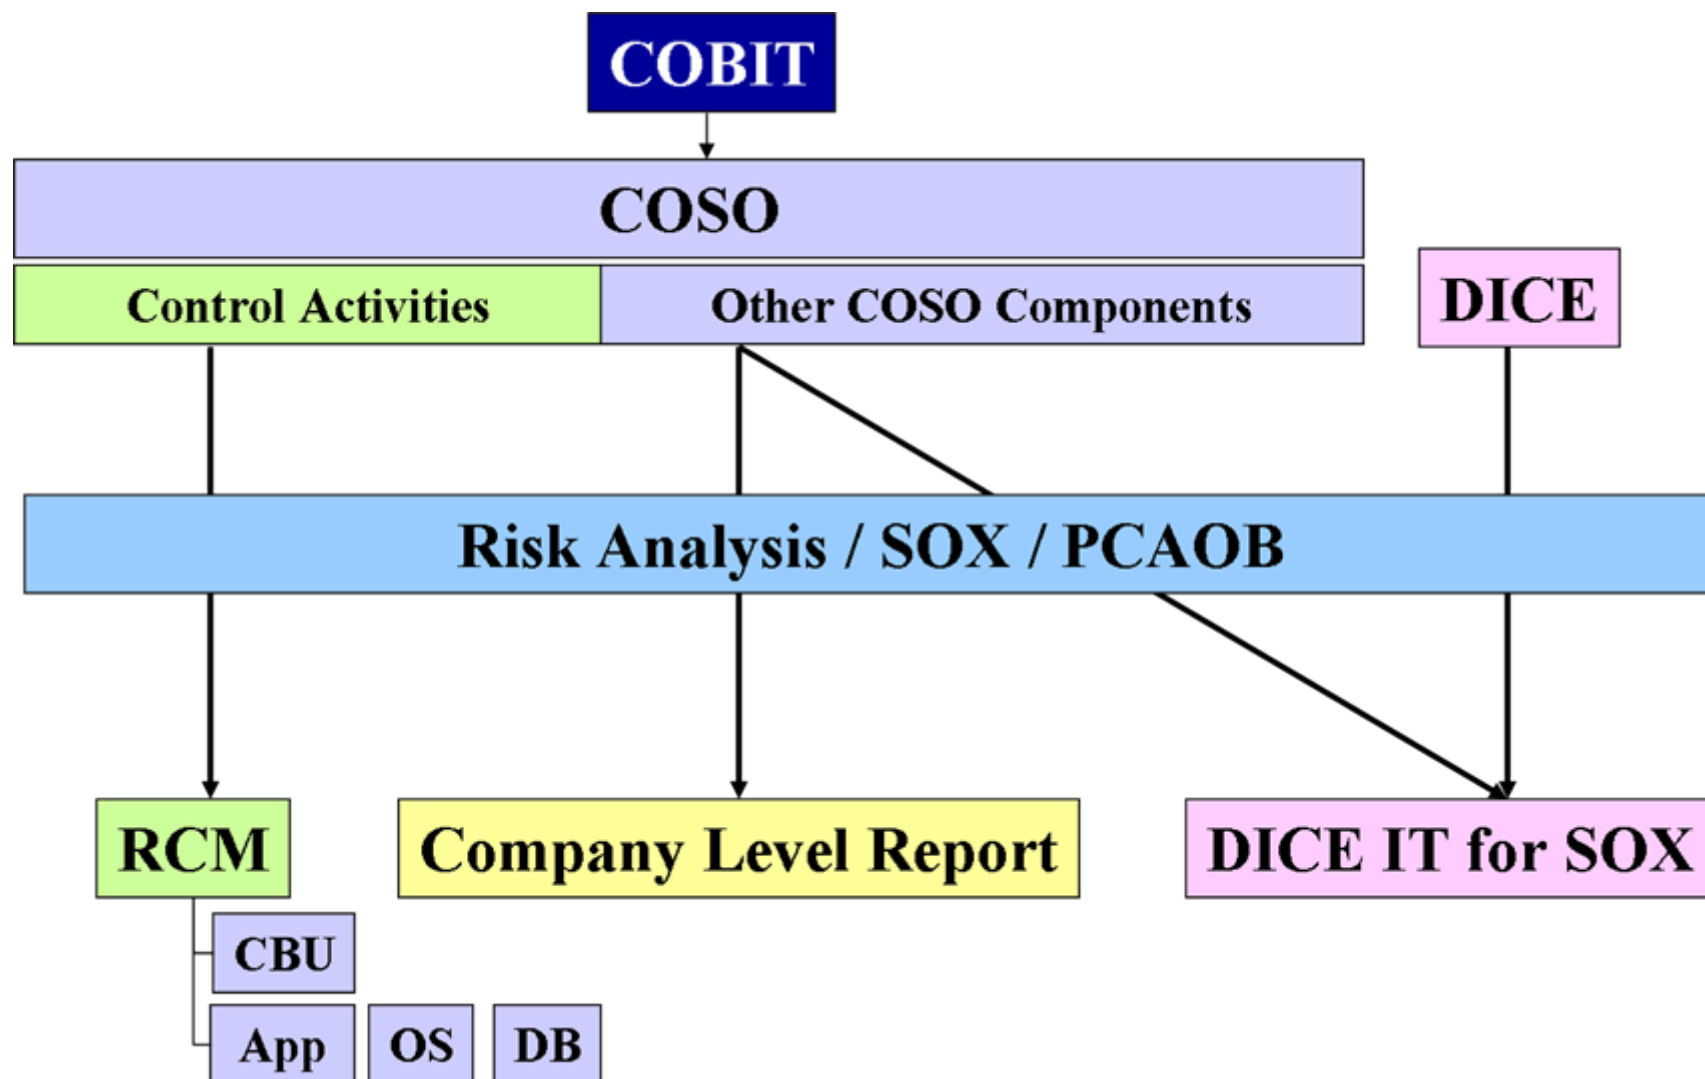 COBIT
COSO
Control Activities
Other COSO Components
DICE
Risk Analysis / SOX / PCAOB
RCM
Company Level Report
DICE IT for SOX
CBU
App
OS
DB